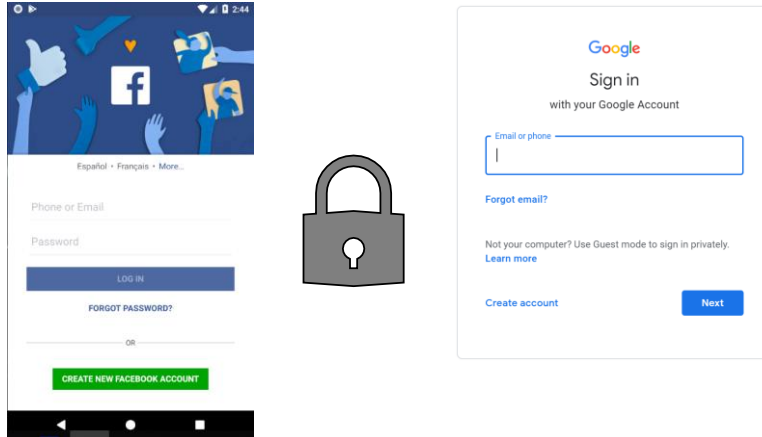 2:44
f
Español • Français • More...
Phone or Email
Password
LOG IN
FORGOT PASSWORD?
OR
CREATE NEW FACEBOOK ACCOUNT
Google
Sign in
with your Google Account
Email or phone
Forgot email?
Not your computer? Use Guest mode to sign in privately.
Learn more
Create account
Next